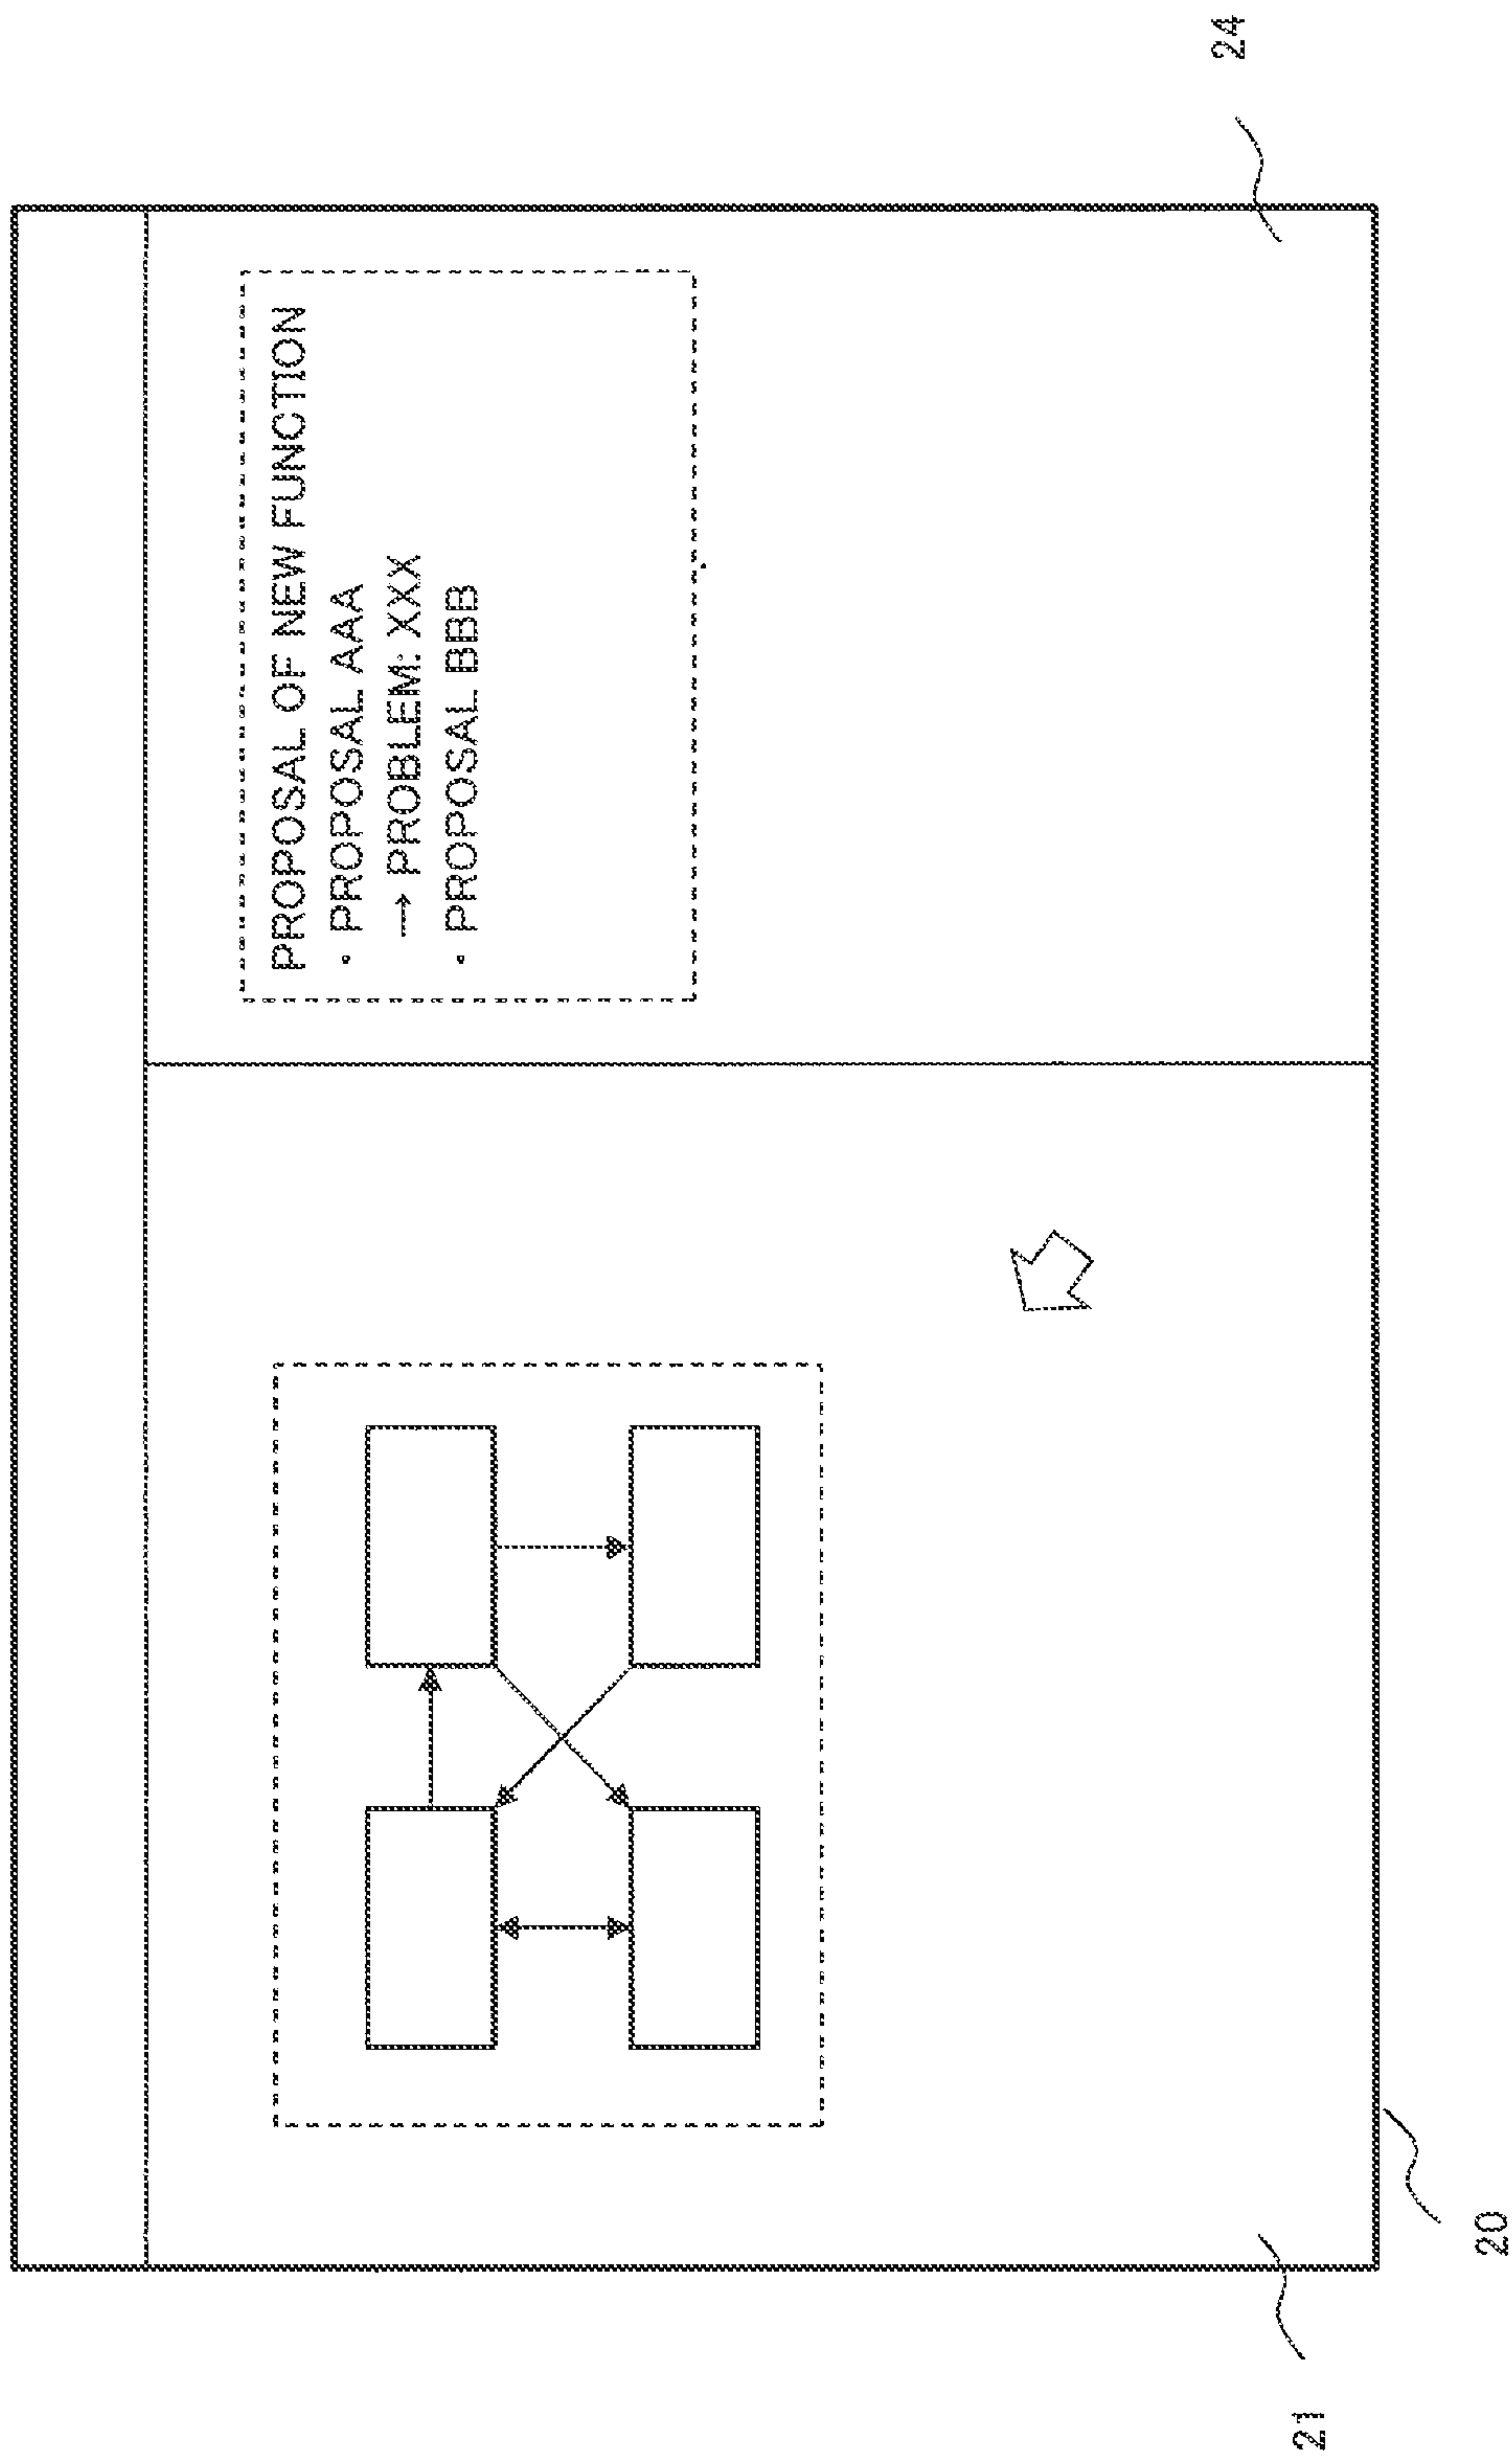 PROPOSAL OF NEW FUNCTION
· PROPOSAL AAA
→ PROBLEM: XXX
· PROPOSAL BBB
21
20
24